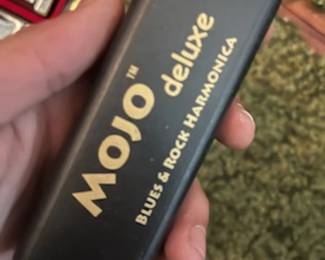 MOJO™
deluxe
BLUES & ROCK HARMONICA